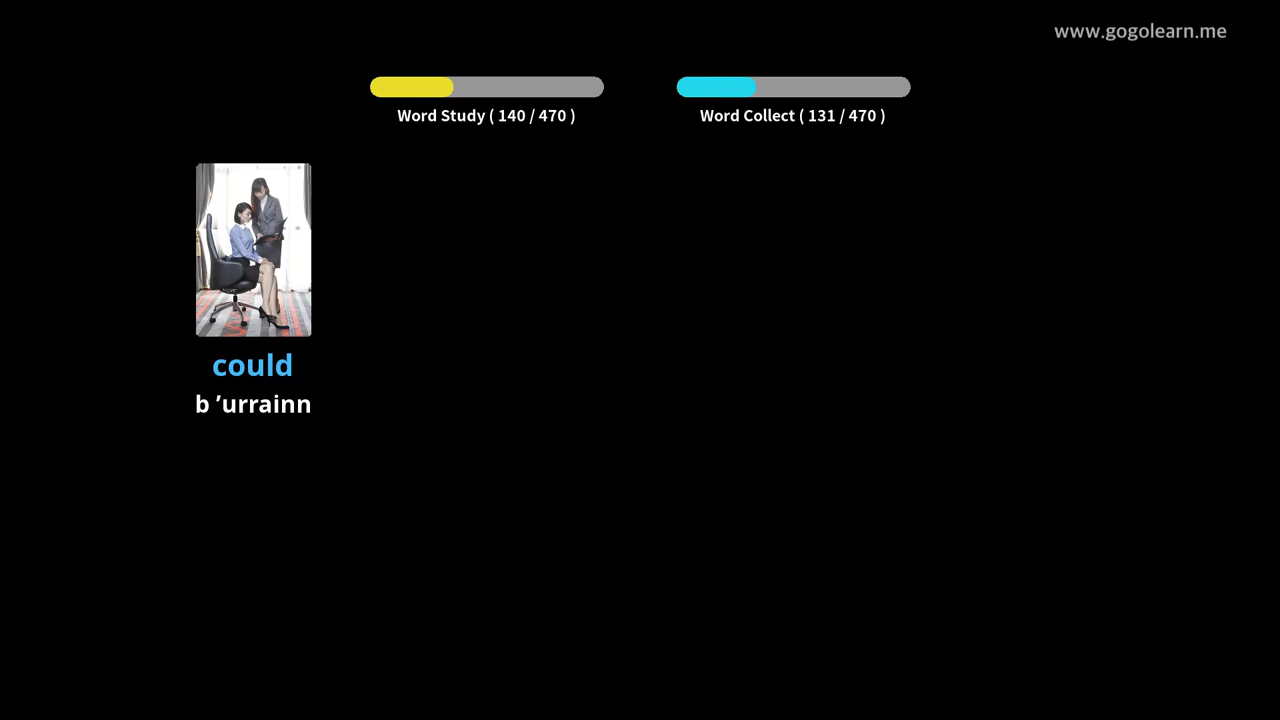 www.gogolearn.me
Word Study ( 140 / 470 )
Word Collect ( 131 / 470 )
could
b ’urrainn